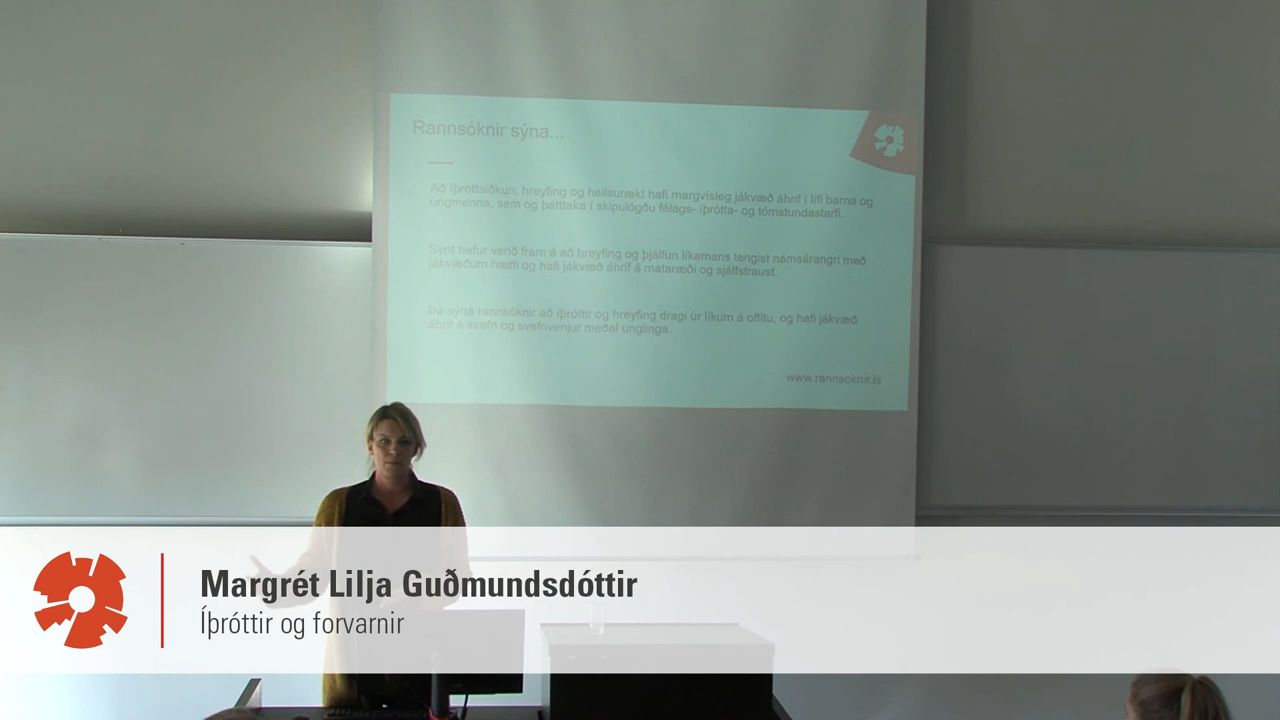 Rannsóknir sýna...
Að íþróttaiðkun, hreyfing og heilsurækt hafi margvísleg jákvæð áhrif í lífi barna og
ungmenna, sem og þátttaka í skipulögðu félags- íþrótta- og tómstundastarfi.
Sýnt hefur verið fram á að hreyfing og þjálfun líkamans tengist námsárangri með
jákvæðum hætti og hafi jákvæð áhrif á mataræði og sjálfstraust.
Þá sýna rannsóknir að íþróttir og hreyfing dragi úr líkum á offitu, og hafi jákvæð
áhrif á svefn og svefnvenjur meðal unglinga.
www.rannsoknir.is
Margrét Lilja Guðmundsdóttir
Íþróttir og forvarnir